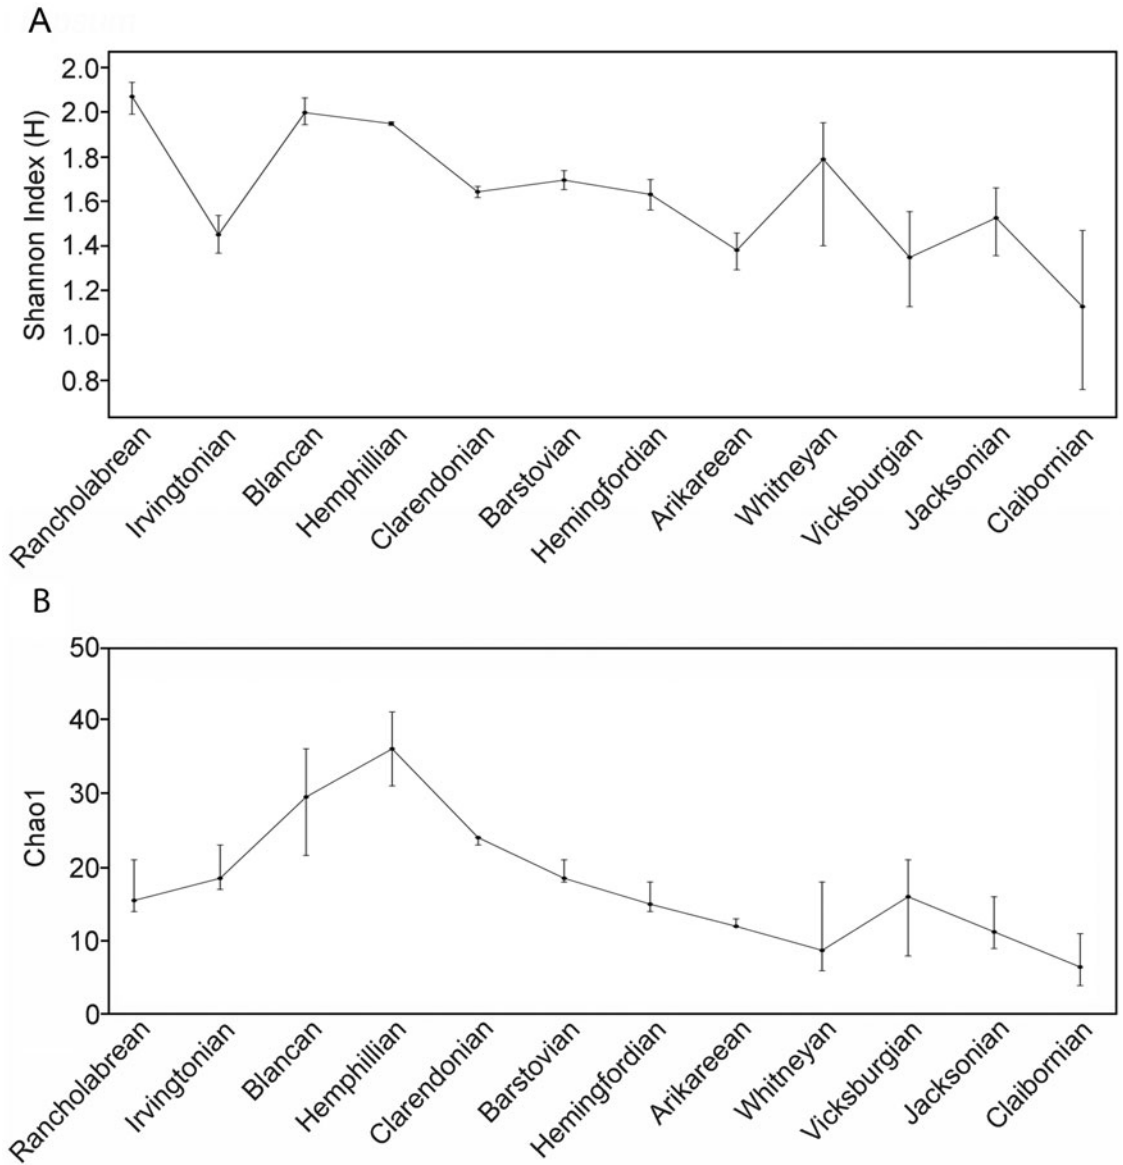 A
Shannon Index (H)
2.0
2.0
1.8
1.6
1.4
1.2
1.0
0.8
Rancholabrean
Irvingtonian
Blancan
Hemphillian
Clarendonian
Barstovian
Hemingfordian
Arikareean
Whitneyan
Vicksburgian
Jacksonian
Claibornian
B
Chao1
50
40
30
20
10
0
Rancholabrean
Irvingtonian
Blancan
Hemphillian
Clarendonian
Barstovian
Hemingfordian
Arikareean
Whitneyan
Vicksburgian
Jacksonian
Claibornian